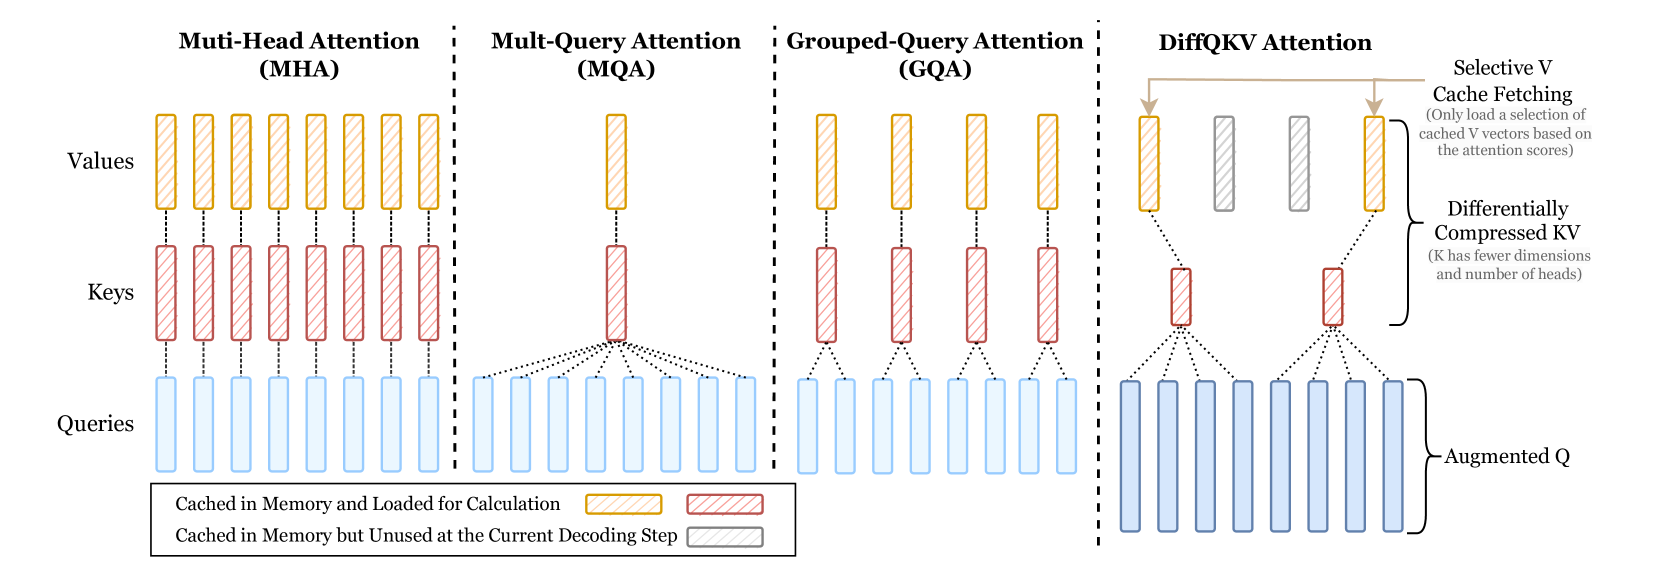 Muti-Head Attention
(MHA)
Mult-Query Attention
(MQA)
Grouped-Query Attention
(GQA)
DiffQKV Attention
Selective V
Cache Fetching
(Only load a selection of
cached V vectors based on
the attention scores)
Values
Differentially
Compressed KV
(K has fewer dimensions
and number of heads)
Keys
Queries
Augmented Q
Cached in Memory and Loaded for Calculation
Cached in Memory but Unused at the Current Decoding Step